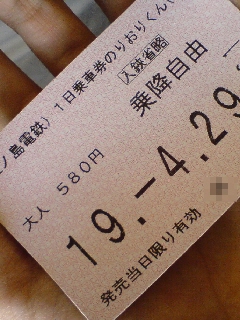 ノ島電鉄) 1日乗車券のりおりくん(
入鋏省略
乗降自由
大人 580円
19.-4.29
発売当日限り有効